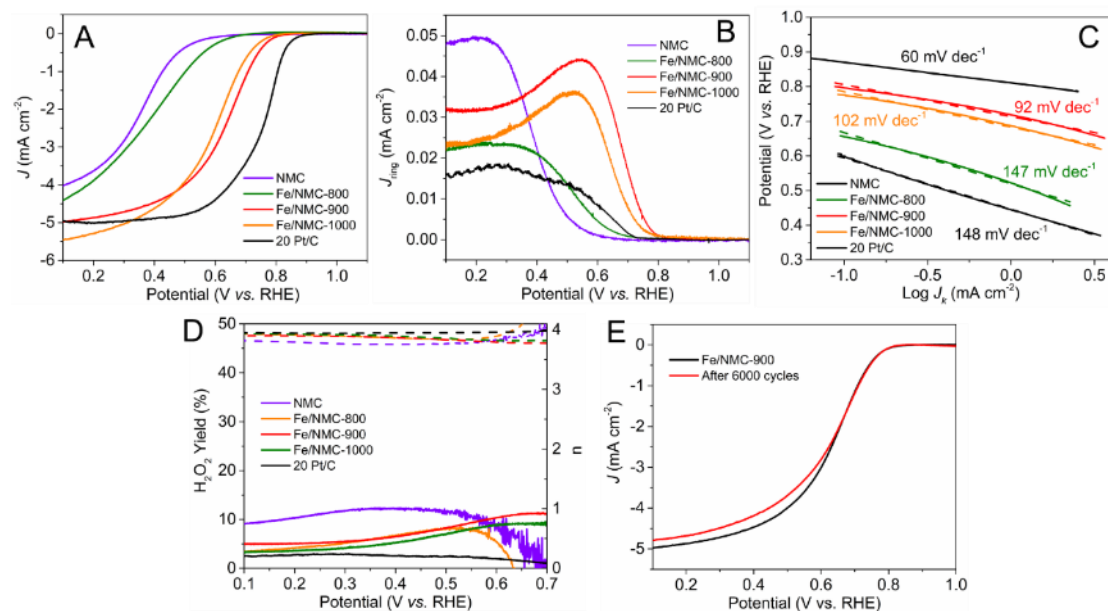 A
J (mA cm⁻²)
0
-1
-2
-3
-4
-5
-6
NMC
Fe/NMC-800
Fe/NMC-900
Fe/NMC-1000
20 Pt/C
0.2 0.4 0.6 0.8 1.0
Potential (V vs. RHE)
B
J_ring (mA cm⁻²)
0.05
0.04
0.03
0.02
0.01
0.00
NMC
Fe/NMC-800
Fe/NMC-900
Fe/NMC-1000
20 Pt/C
0.2 0.4 0.6 0.8 1.0
Potential (V vs. RHE)
C
Potential (V vs. RHE)
1.0
0.9
0.8
0.7
0.6
0.5
0.4
0.3
60 mV dec⁻¹
92 mV dec⁻¹
102 mV dec⁻¹
147 mV dec⁻¹
148 mV dec⁻¹
NMC
Fe/NMC-800
Fe/NMC-900
Fe/NMC-1000
20 Pt/C
-1.0 -0.5 0.0 0.5
Log J_k (mA cm⁻²)
D
H₂O₂ Yield (%)
50
40
30
20
10
0
NMC
Fe/NMC-800
Fe/NMC-900
Fe/NMC-1000
20 Pt/C
4
3
2
1
0
n
0.1 0.2 0.3 0.4 0.5 0.6 0.7
Potential (V vs. RHE)
E
J (mA cm⁻²)
0
-1
-2
-3
-4
-5
Fe/NMC-900
After 6000 cycles
0.2 0.4 0.6 0.8 1.0
Potential (V vs. RHE)